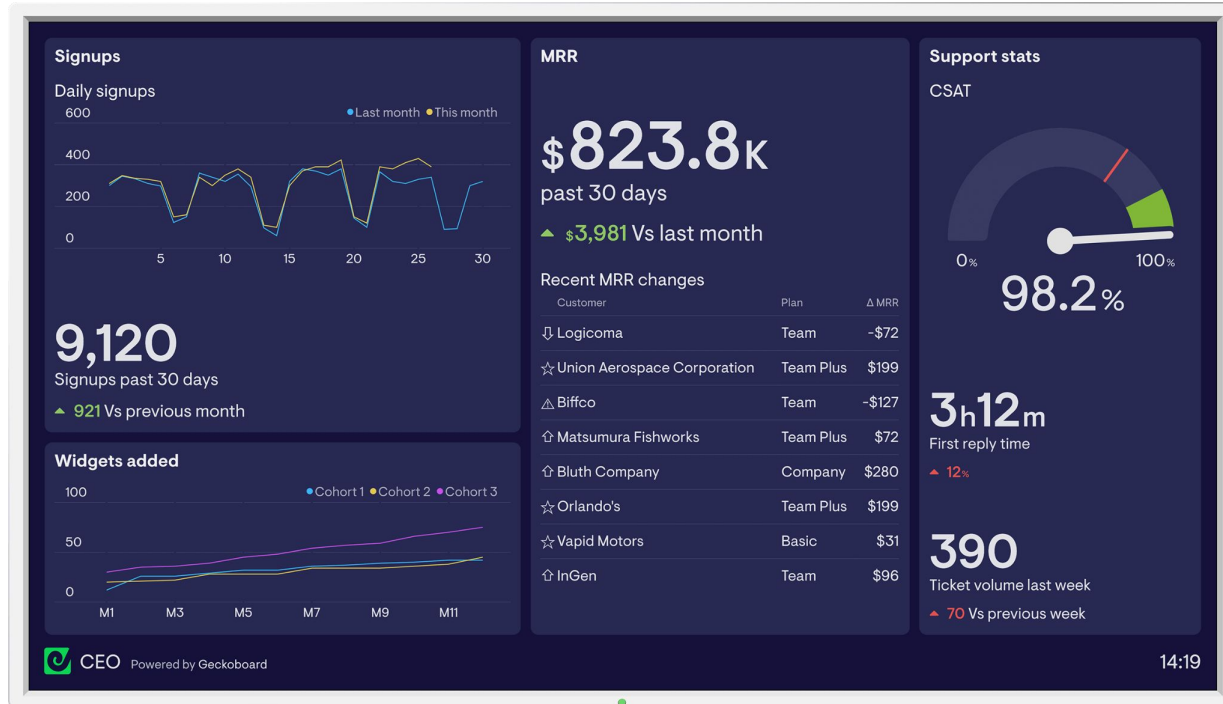 Signups
Daily signups
Last month This month
600
400
200
0
5 10 15 20 25 30
9,120
Signups past 30 days
921 Vs previous month
Widgets added
Cohort 1 Cohort 2 Cohort 3
100
50
0
M1 M3 M5 M7 M9 M11
MRR
$823.8K
past 30 days
$3,981 Vs last month
Recent MRR changes
Customer Plan Δ MRR
Logicoma Team -$72
Union Aerospace Corporation Team Plus $199
Biffco Team -$127
Matsumura Fishworks Team Plus $72
Bluth Company Company $280
Orlando's Team Plus $199
Vapid Motors Basic $31
InGen Team $96
Support stats
CSAT
0% 100%
98.2%
3h12m
First reply time
12%
390
Ticket volume last week
70 Vs previous week
CEO Powered by Geckoboard
14:19